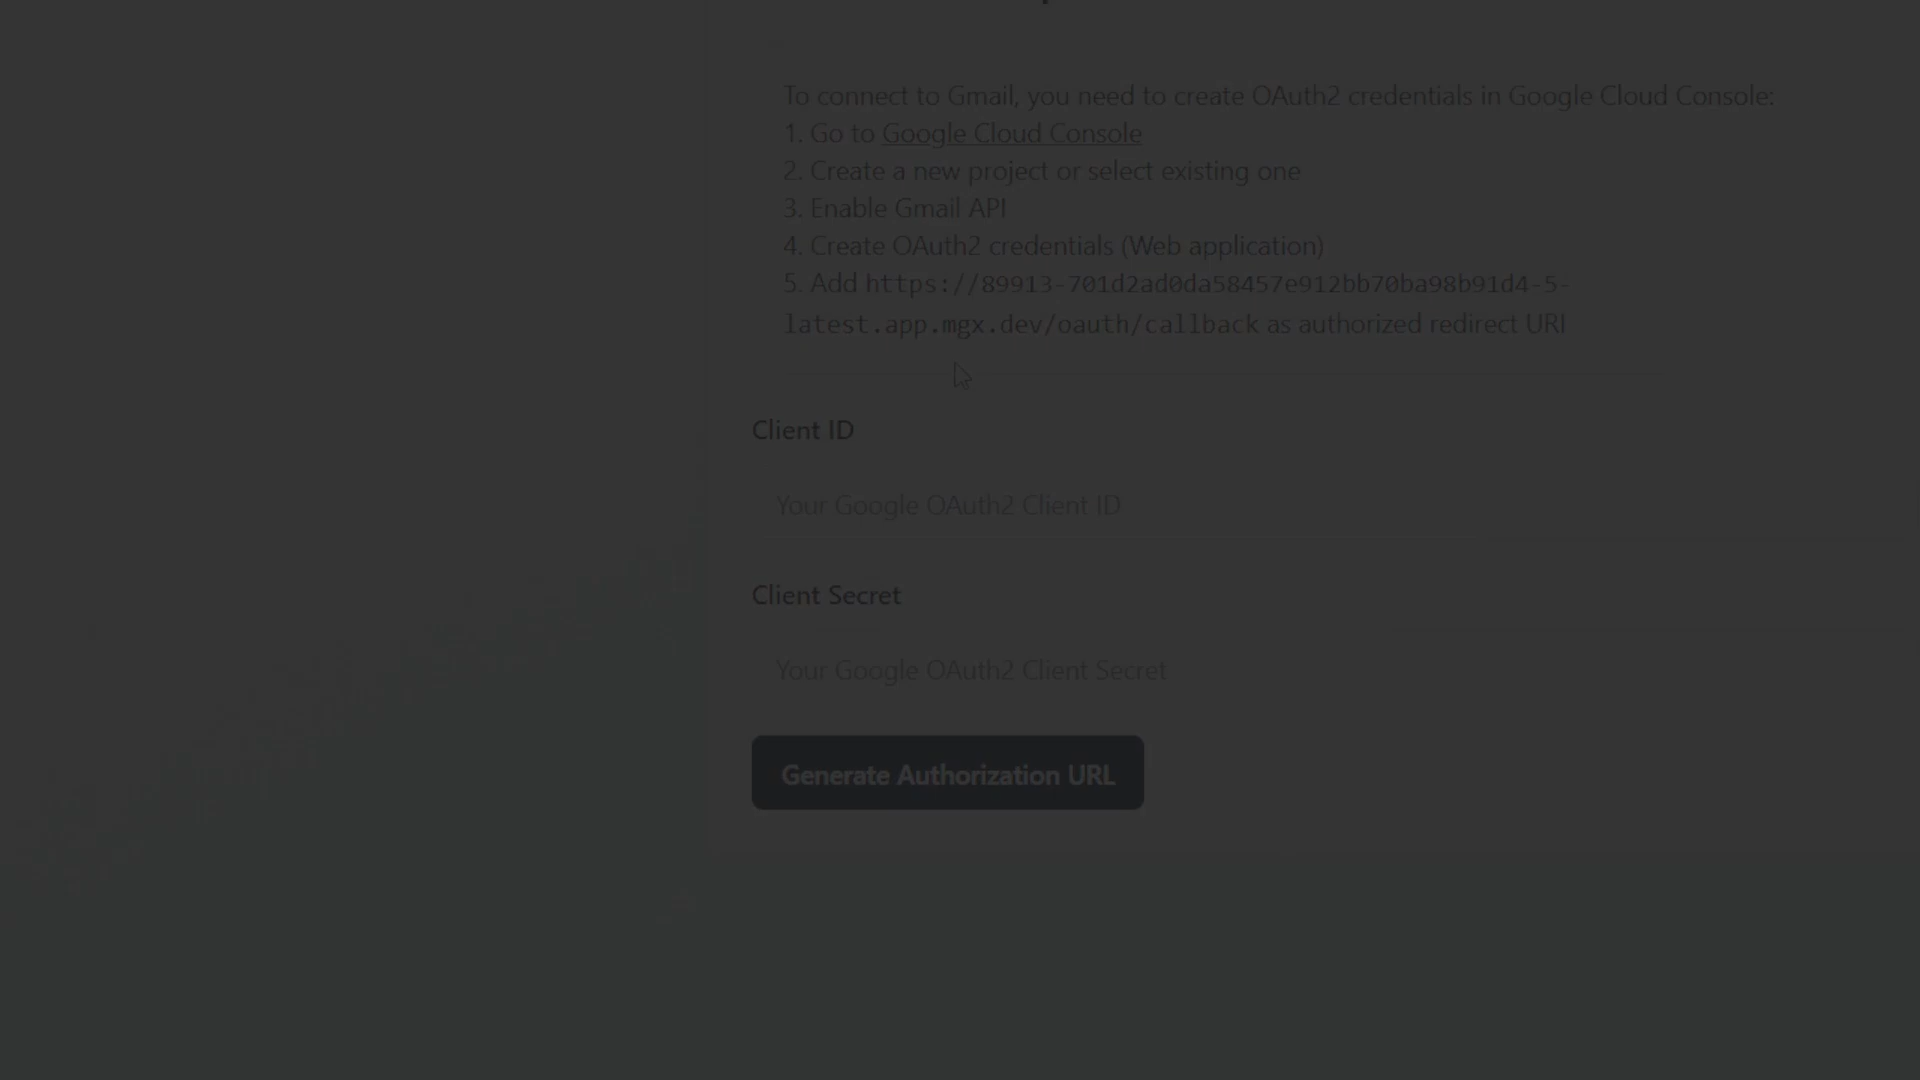 To connect to Gmail, you need to create OAuth2 credentials in Google Cloud Console:
1. Go to Google Cloud Console
2. Create a new project or select existing one
3. Enable Gmail API
4. Create OAuth2 credentials (Web application)
5. Add https://89913-701d2ad0da58457e912bb70ba98b91d4-5-
latest.app.mgx.dev/oauth/callback as authorized redirect URI
Client ID
Your Google OAuth2 Client ID
Client Secret
Your Google OAuth2 Client Secret
Generate Authorization URL